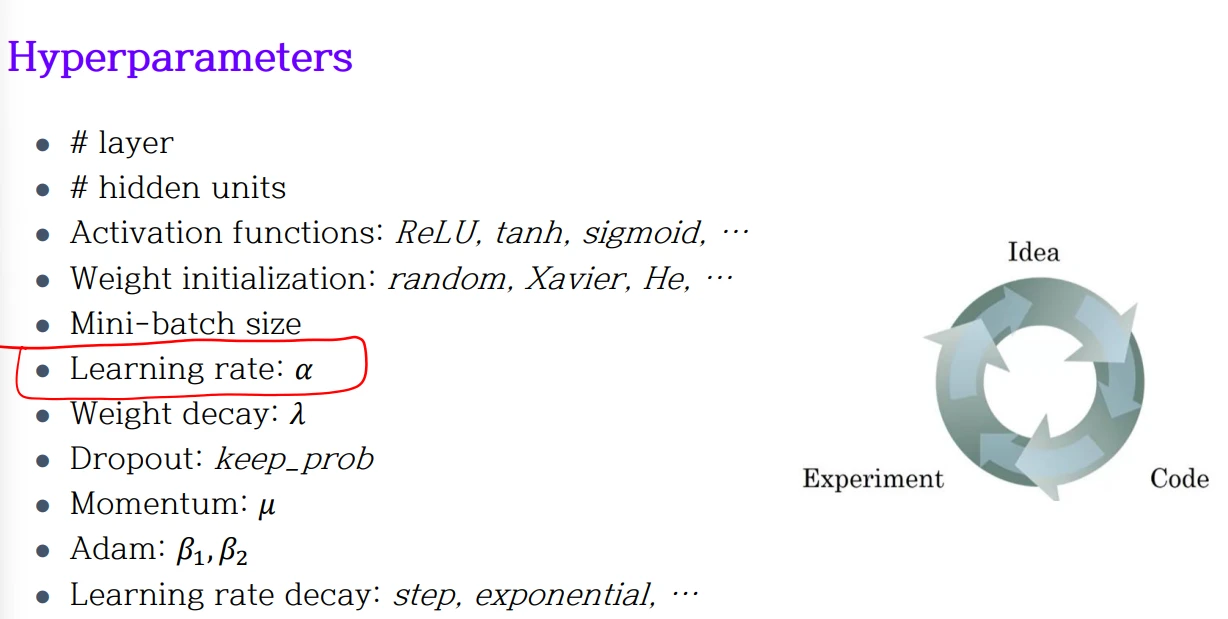 Hyperparameters
# layer
# hidden units
Activation functions: ReLU, tanh, sigmoid, ⋯
Weight initialization: random, Xavier, He, ⋯
Mini-batch size
Learning rate: α
Weight decay: λ
Dropout: keep_prob
Momentum: μ
Adam: β₁, β₂
Learning rate decay: step, exponential, ⋯
Idea
Experiment
Code